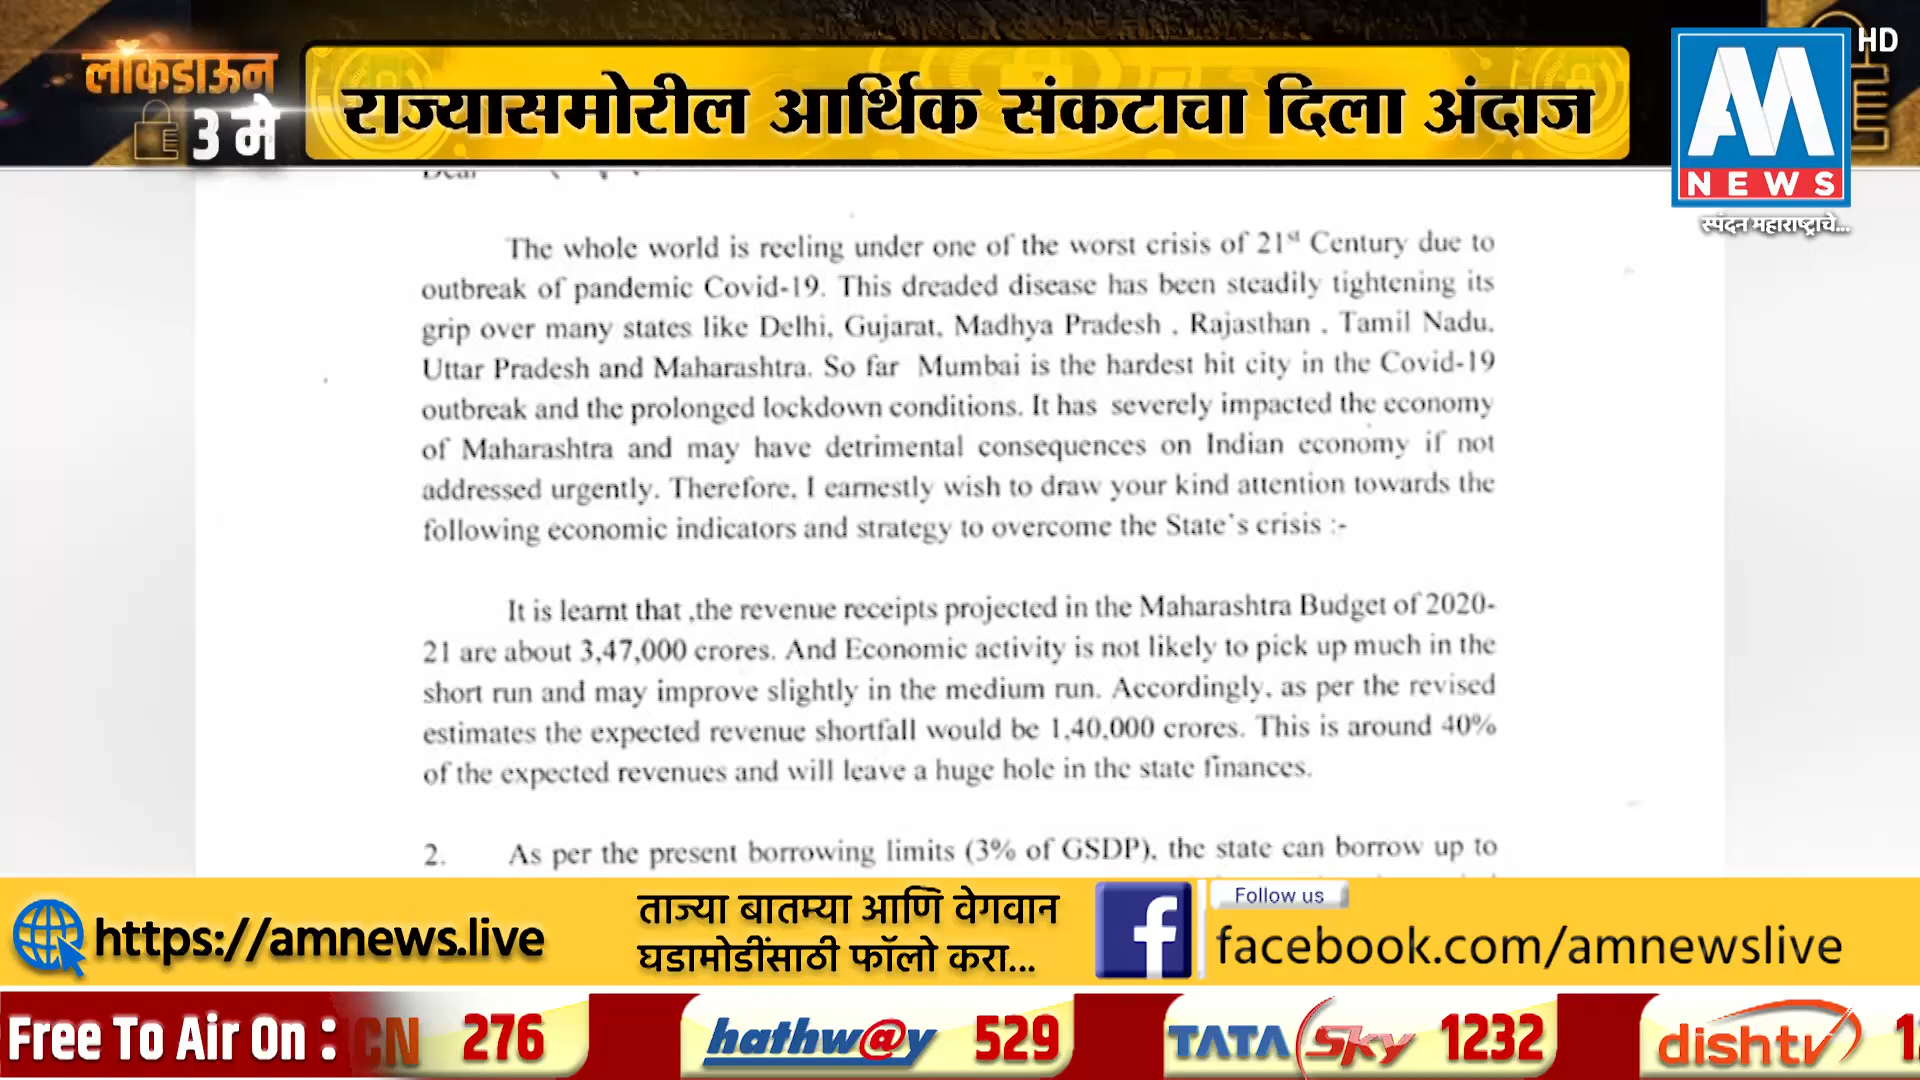 लॉकडाऊन
3 मे
राज्यासमोरील आर्थिक संकटाचा दिला अंदाज
HD
AM
NEWS
स्पंदन महाराष्ट्राचे...
Dear
The whole world is reeling under one of the worst crisis of 21st Century due to
outbreak of pandemic Covid-19. This dreaded disease has been steadily tightening its
grip over many states like Delhi, Gujarat, Madhya Pradesh , Rajasthan , Tamil Nadu,
Uttar Pradesh and Maharashtra. So far Mumbai is the hardest hit city in the Covid-19
outbreak and the prolonged lockdown conditions. It has severely impacted the economy
of Maharashtra and may have detrimental consequences on Indian economy if not
addressed urgently. Therefore, I earnestly wish to draw your kind attention towards the
following economic indicators and strategy to overcome the State's crisis :-
It is learnt that ,the revenue receipts projected in the Maharashtra Budget of 2020-
21 are about 3,47,000 crores. And Economic activity is not likely to pick up much in the
short run and may improve slightly in the medium run. Accordingly, as per the revised
estimates the expected revenue shortfall would be 1,40,000 crores. This is around 40%
of the expected revenues and will leave a huge hole in the state finances.
2. As per the present borrowing limits (3% of GSDP), the state can borrow up to
https://amnews.live
ताज्या बातम्या आणि वेगवान
घडामोडींसाठी फॉलो करा...
f
Follow us
facebook.com/amnewslive
Free To Air On : CN 276 hathw@y 529 TATA Sky 1232 dishtv